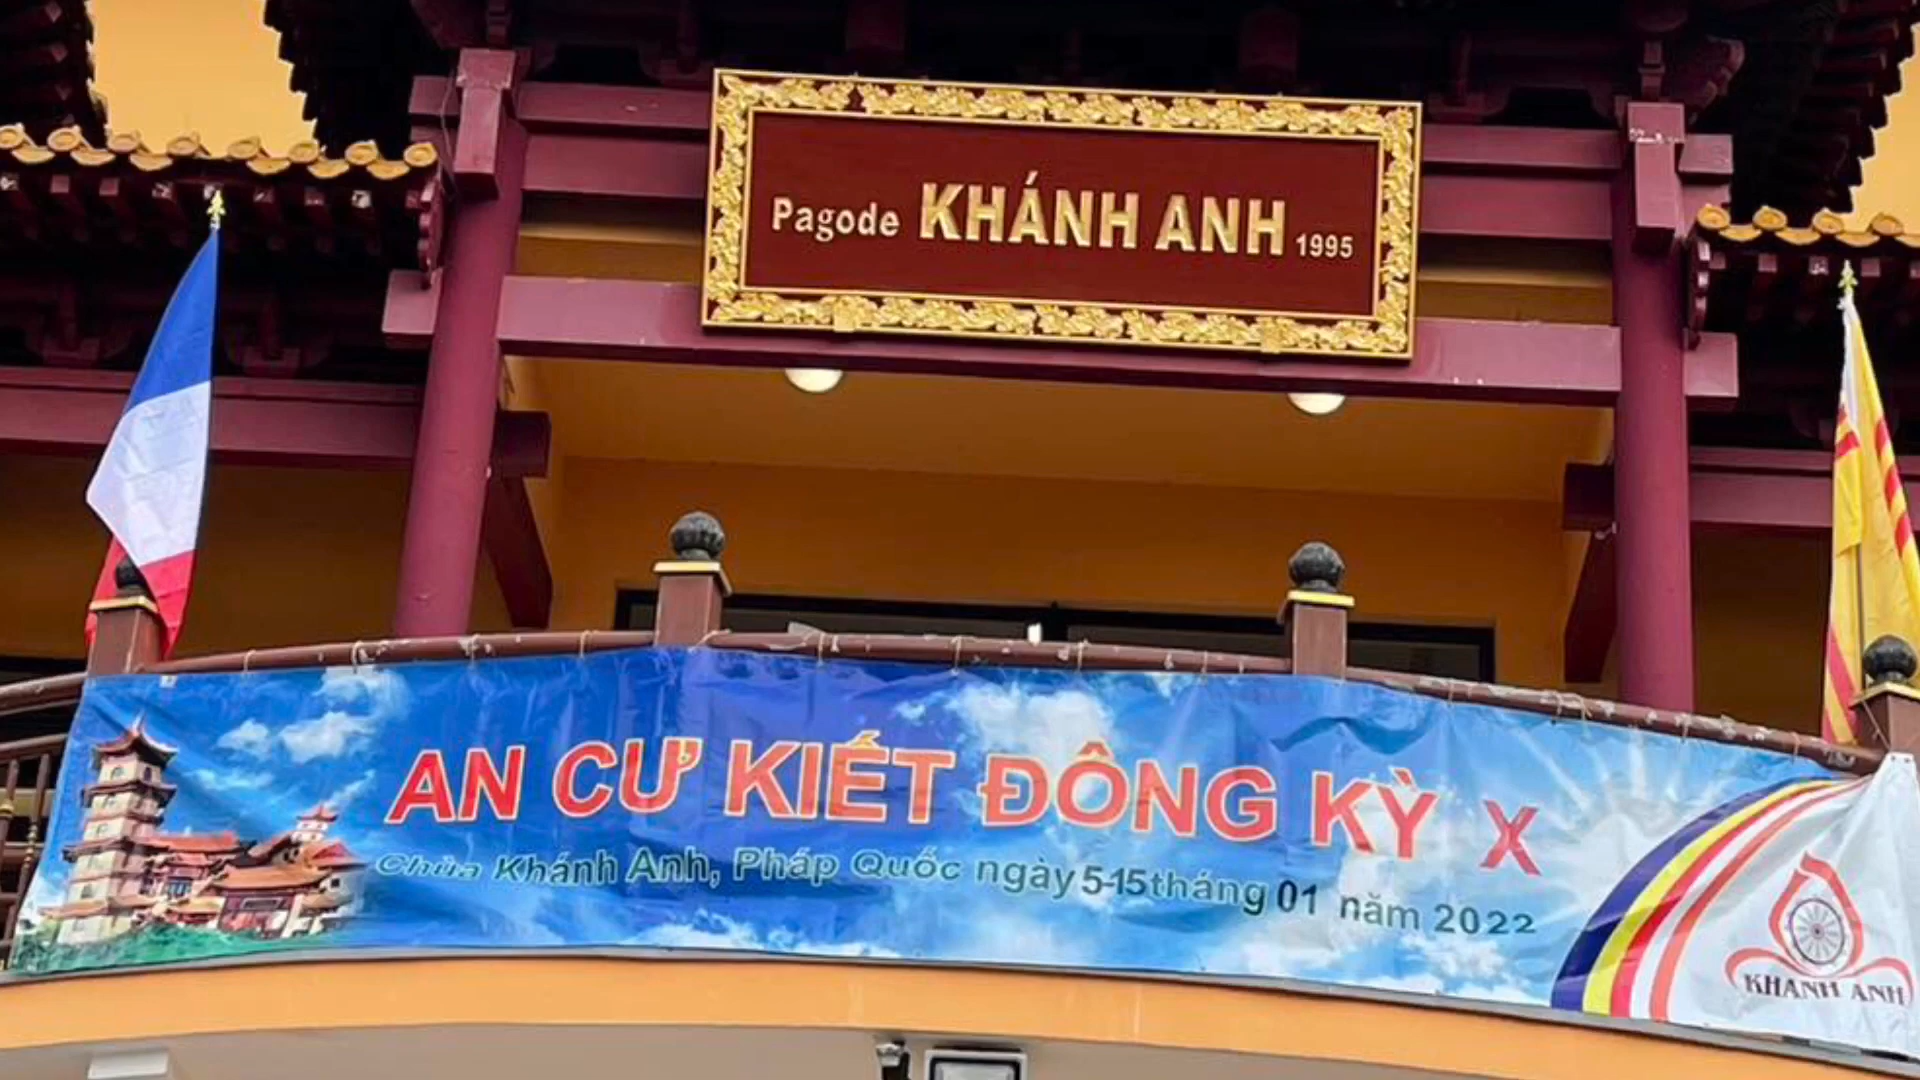 Pagode KHÁNH ANH 1995
AN CƯ KIẾT ĐÔNG KỲ X
Chùa Khánh Anh, Pháp Quốc ngày 5-15 tháng 01 năm 2022
KHANH ANH